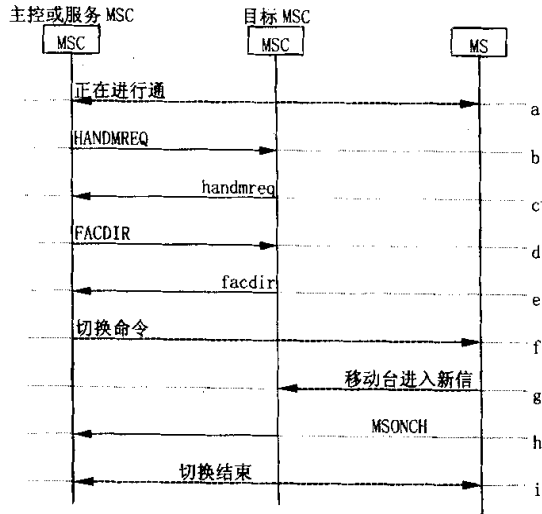 主控或服务 MSC
目标 MSC
MSC
MSC
MS
正在进行通
a
HANDMREQ
b
handmreq
c
FACDIR
d
facdir
e
切换命令
f
移动台进入新信
g
MSONCH
h
切换结束
i